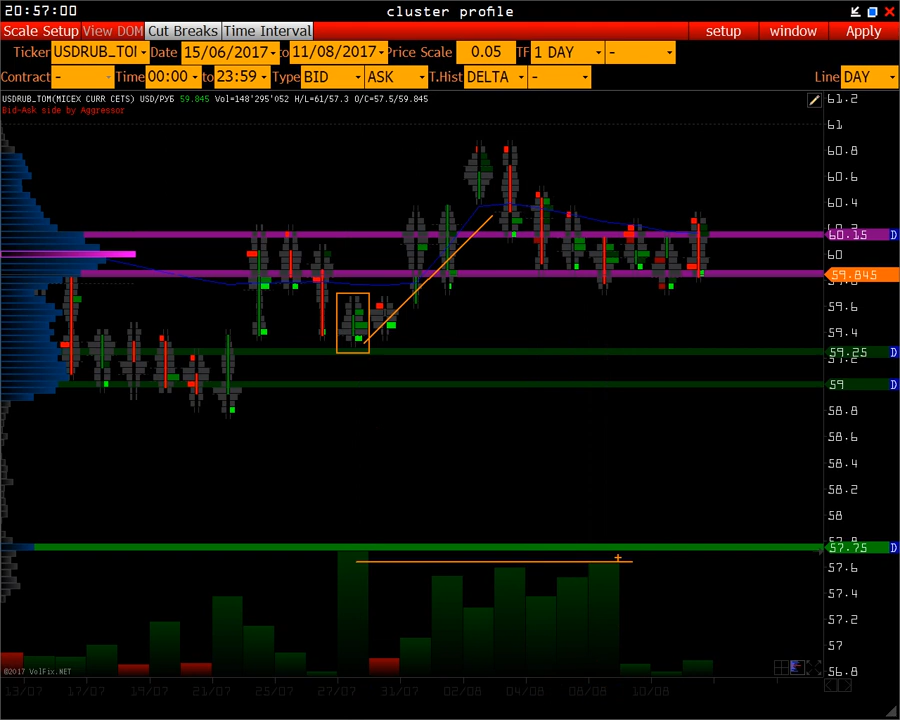 20:57:00 cluster profile
Scale Setup View DOM Cut Breaks Time Interval setup window Apply
Ticker USDRUB_TOI Date 15/06/2017 to 11/08/2017 Price Scale 0.05 TF 1 DAY -
Contract - Time 00:00 to 23:59 Type BID ASK T.Hist DELTA - Line DAY
USDRUB_TOM(MICEX CURR CETS) USD/РУБ 59.845 Vol=148'295'052 H/L=61/57.3 O/C=57.5/59.845
Bid-Ask side by Aggressor
61.2
61
60.8
60.6
60.4
60.15 D
60
59.845
59.6
59.4
59.25 D
59 D
58.8
58.6
58.4
58.2
58
57.75 D
57.6
57.4
57.2
57
56.8
©2017 VolFix.NET
13/07 17/07 19/07 21/07 25/07 27/07 31/07 02/08 04/08 08/08 10/08